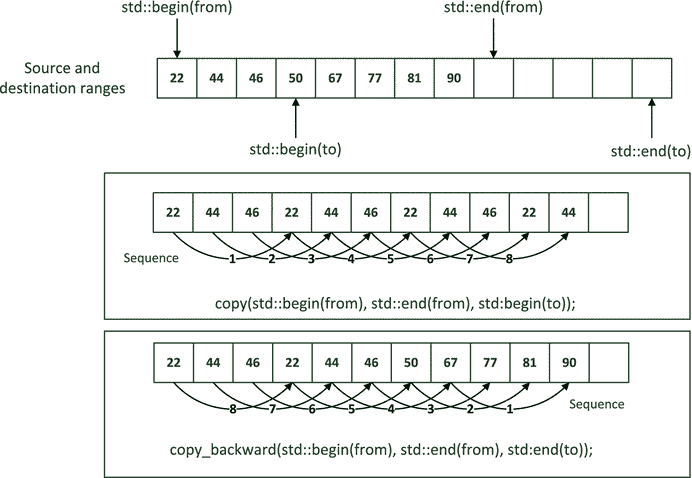 std::begin(from) std::end(from)
Source and
destination ranges
22 44 46 50 67 77 81 90
std::begin(to) std::end(to)
22 44 46 22 44 46 22 44 46 22 44
Sequence 1 2 3 4 5 6 7 8
copy(std::begin(from), std::end(from), std:begin(to));
22 44 46 22 44 46 50 67 77 81 90
8 7 6 5 4 3 2 1 Sequence
copy_backward(std::begin(from), std::end(from), std:end(to));